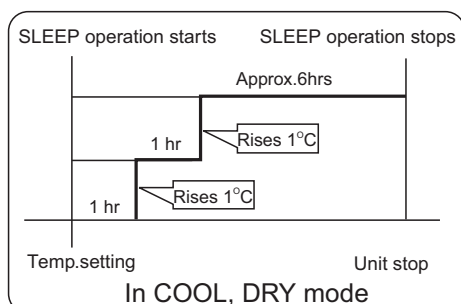 SLEEP operation starts
SLEEP operation stops
Approx.6hrs
1 hr
Rises 1°C
1 hr
Rises 1°C
Temp.setting
Unit stop
In COOL, DRY mode